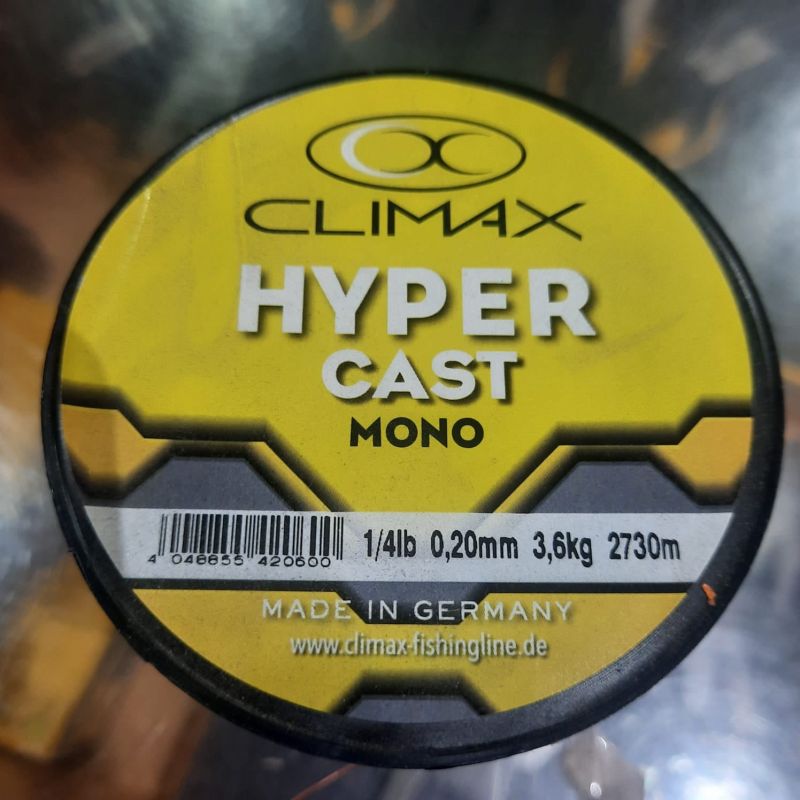 CLIMAX
HYPER
CAST
MONO
4 048855 420600 1/4lb 0,20mm 3,6kg 2730m
MADE IN GERMANY
www.climax-fishingline.de